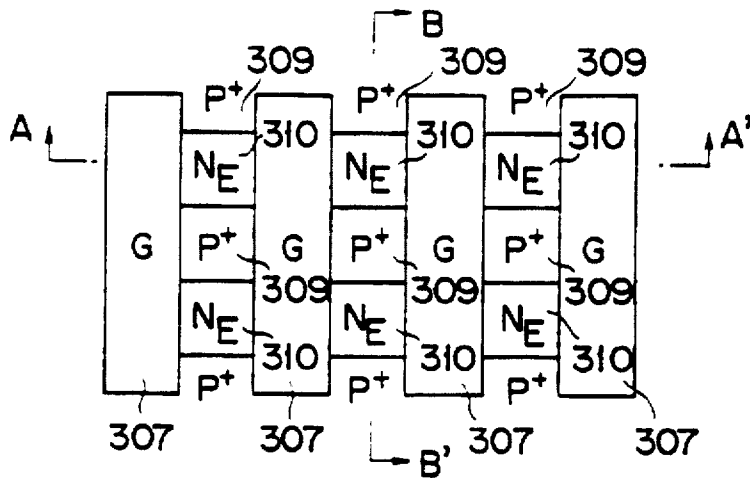 B
309 309 309
P+ P+ P+
A 310 310 310 A'
NE NE NE
G P+ G P+ G P+ G
309 309 309
NE NE NE
310 310 310
P+ P+ P+
307 307 307 307
B'